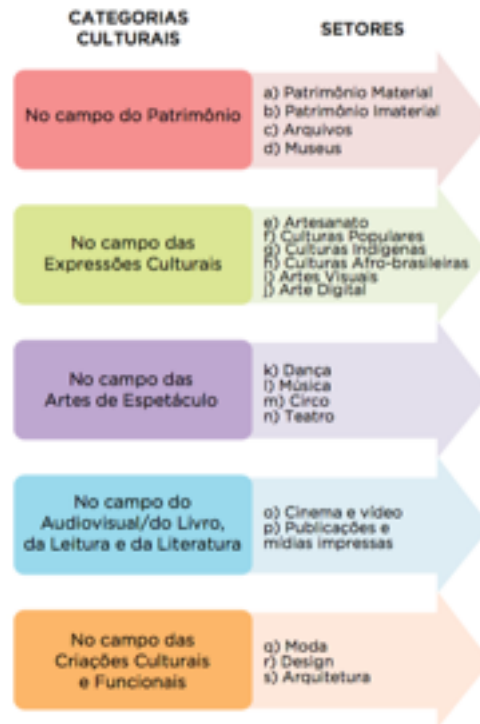 CATEGORIAS
CULTURAIS
SETORES
No campo do Patrimônio
a) Patrimônio Material
b) Patrimônio Imaterial
c) Arquivos
d) Museus
No campo das
Expressões Culturais
e) Artesanato
f) Culturas Populares
g) Culturas Indígenas
h) Culturas Afro-brasileiras
i) Artes Visuais
j) Arte Digital
No campo das
Artes de Espetáculo
k) Dança
l) Música
m) Circo
n) Teatro
No campo do
Audiovisual/do Livro,
da Leitura e da Literatura
o) Cinema e vídeo
p) Publicações e
mídias impressas
No campo das
Criações Culturais
e Funcionais
q) Moda
r) Design
s) Arquitetura